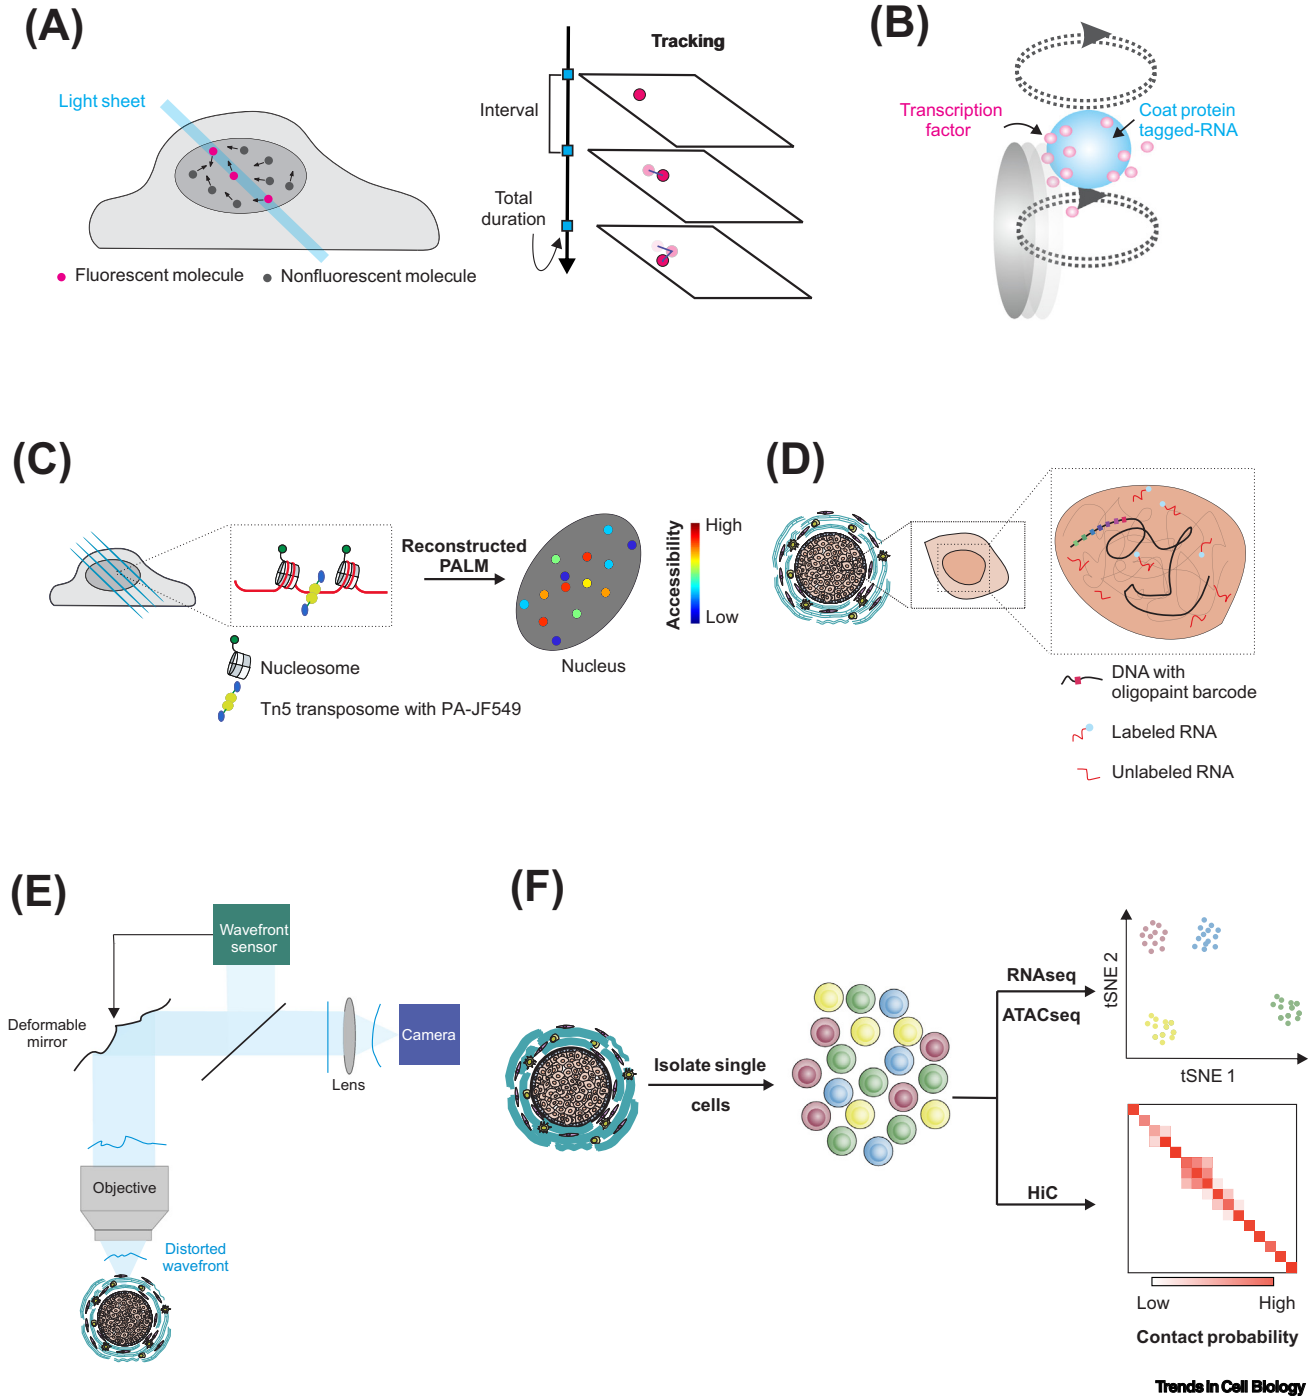 (A)
Light sheet
Fluorescent molecule
Nonfluorescent molecule
Tracking
Interval
Total
duration
(B)
Transcription
factor
Coat protein
tagged-RNA
(C)
Reconstructed
PALM
Nucleus
Accessibility
High
Low
Nucleosome
Tn5 transposome with PA-JF549
(D)
DNA with
oligopaint barcode
Labeled RNA
Unlabeled RNA
(E)
Wavefront
sensor
Deformable
mirror
Lens
Camera
Objective
Distorted
wavefront
(F)
Isolate single
cells
RNAseq
ATACseq
HiC
tSNE 2
tSNE 1
Low
High
Contact probability
Trends in Cell Biology